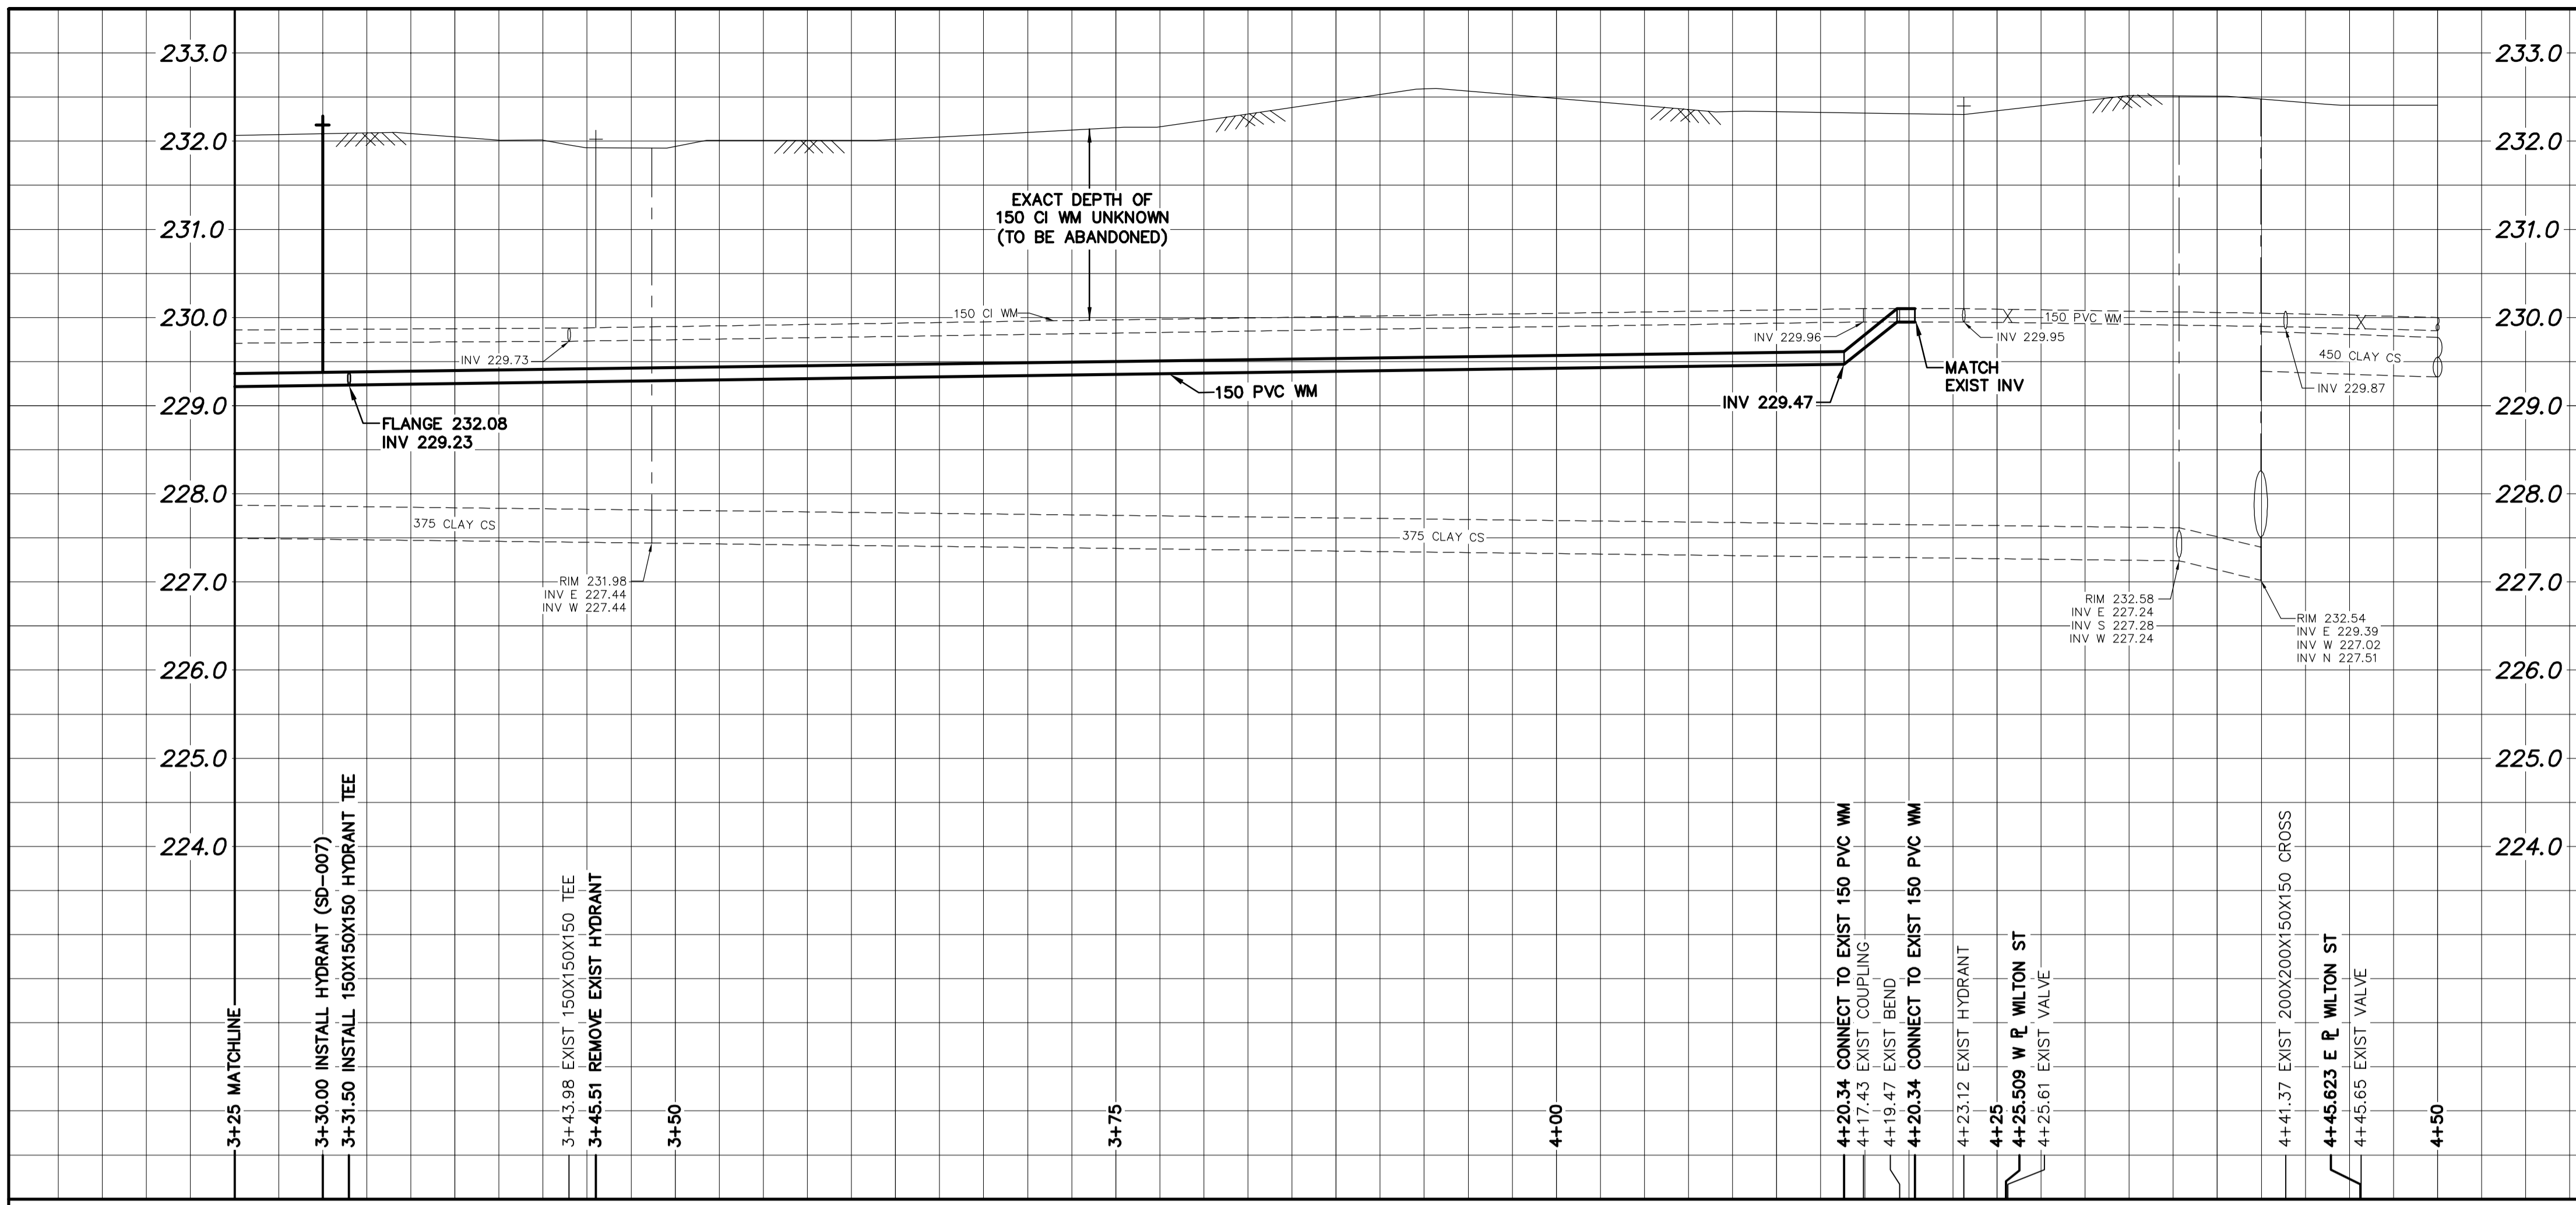 233.0
232.0
231.0
230.0
229.0
228.0
227.0
226.0
225.0
224.0
233.0
232.0
231.0
230.0
229.0
228.0
227.0
226.0
225.0
224.0
EXACT DEPTH OF
150 CI WM UNKNOWN
(TO BE ABANDONED)
150 CI WM
INV 229.73
FLANGE 232.08
INV 229.23
150 PVC WM
INV 229.96
INV 229.47
MATCH
EXIST INV
INV 229.95
150 PVC WM
450 CLAY CS
INV 229.87
375 CLAY CS
375 CLAY CS
RIM 231.98
INV E 227.44
INV W 227.44
RIM 232.58
INV E 227.24
INV S 227.28
INV W 227.24
RIM 232.54
INV E 229.39
INV W 227.02
INV N 227.51
3+25 MATCHLINE
3+30.00 INSTALL HYDRANT (SD-007)
3+31.50 INSTALL 150X150X150 HYDRANT TEE
3+43.98 EXIST 150X150X150 TEE
3+45.51 REMOVE EXIST HYDRANT
3+50
3+75
4+00
4+20.34 CONNECT TO EXIST 150 PVC WM
4+17.43 EXIST COUPLING
4+19.47 EXIST BEND
4+20.34 CONNECT TO EXIST 150 PVC WM
4+23.12 EXIST HYDRANT
4+25
4+25.509 W PL WILTON ST
4+25.61 EXIST VALVE
4+41.37 EXIST 200X200X150X150 CROSS
4+45.623 E PL WILTON ST
4+45.65 EXIST VALVE
4+50